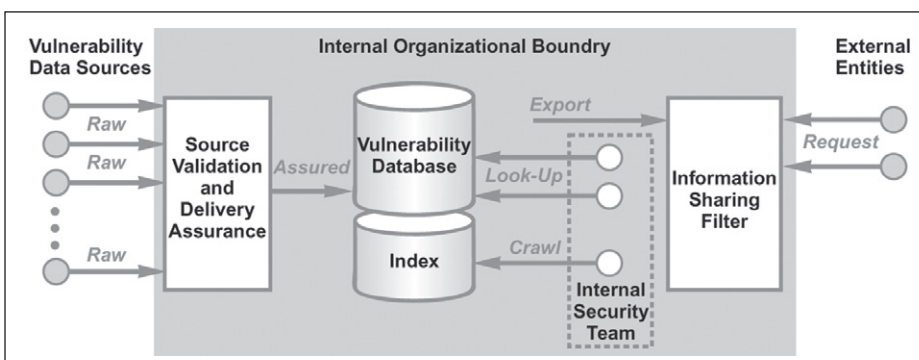 Vulnerability
Data Sources
Internal Organizational Boundry
External
Entities
Raw
Raw
Raw
Source
Validation
and
Delivery
Assurance
Assured
Vulnerability
Database
Index
Export
Look-Up
Crawl
Internal
Security
Team
Information
Sharing
Filter
Request